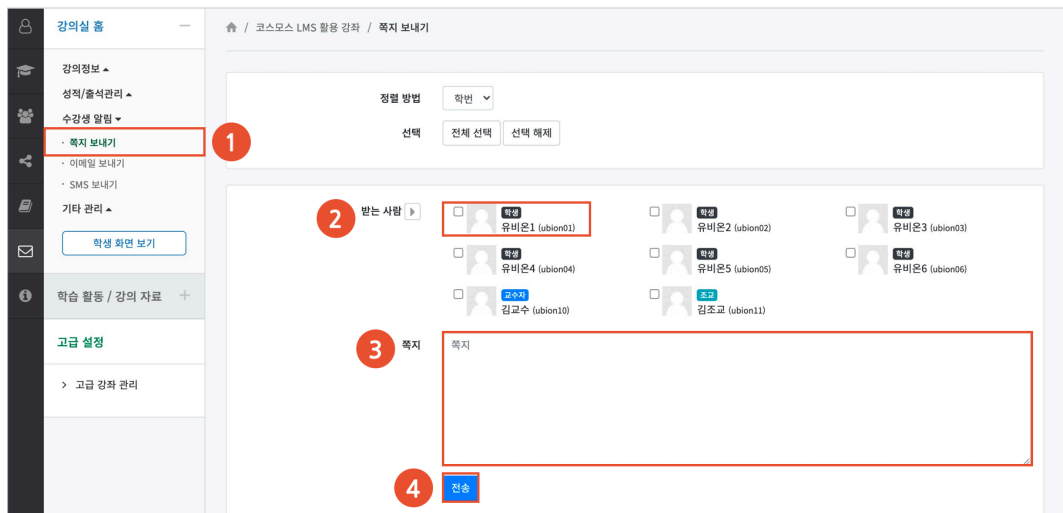 강의실 홈
강의정보
성적/출석관리
수강생 알림
· 쪽지 보내기
· 이메일 보내기
· SMS 보내기
기타 관리
학생 화면 보기
학습 활동 / 강의 자료
고급 설정
> 고급 강좌 관리
/ 코스모스 LMS 활용 강좌 / 쪽지 보내기
정렬 방법 학번
선택 전체 선택 선택 해제
1
2 받는 사람
학생 학생 학생
유비온1 (ubion01) 유비온2 (ubion02) 유비온3 (ubion03)
학생 학생 학생
유비온4 (ubion04) 유비온5 (ubion05) 유비온6 (ubion06)
교수자 조교
김교수 (ubion10) 김조교 (ubion11)
3 쪽지 쪽지
4 전송